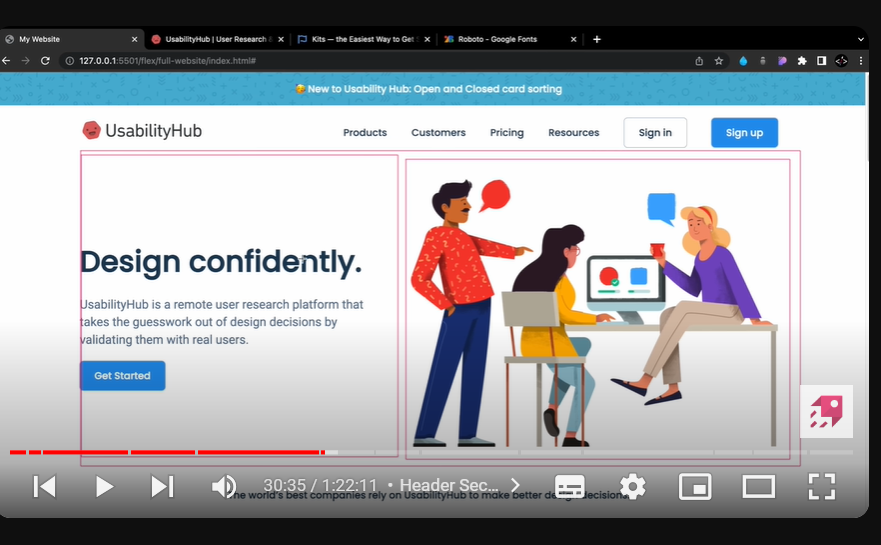 My Website
UsabilityHub | User Research &
Kits — the Easiest Way to Get
Roboto - Google Fonts
127.0.0.1:5501/flex/full-website/index.html#
New to Usability Hub: Open and Closed card sorting
UsabilityHub
Products
Customers
Pricing
Resources
Sign in
Sign up
Design confidently.
UsabilityHub is a remote user research platform that
takes the guesswork out of design decisions by
validating them with real users.
Get Started
30:35 / 1:22:11 • Header Sec...
The world's best companies rely on UsabilityHub to make better design decisions.